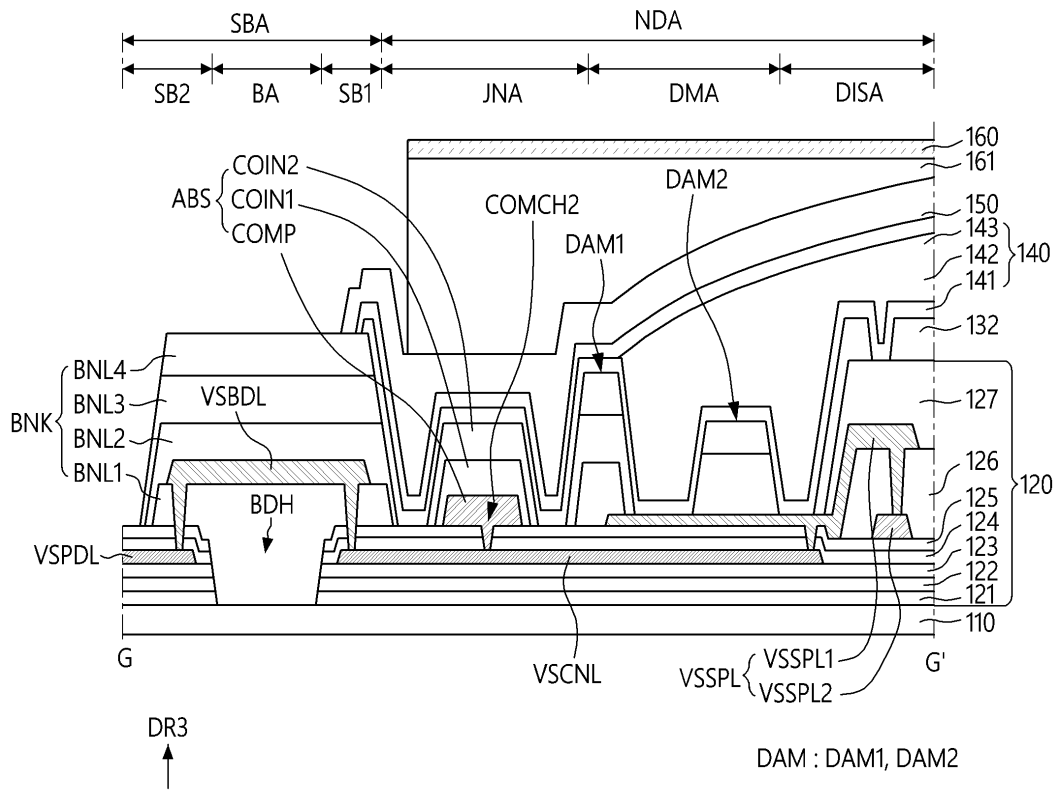 SBA NDA
SB2 BA SB1 JNA DMA DISA
160
161
COIN2
ABS COIN1
COMP
COMCH2
DAM2
DAM1
150
143
142 140
141
132
BNL4
BNK BNL3
BNL2
BNL1
VSBDL
BDH
VSPDL
127
126
125
124
123
122
121
120
110
G G'
VSCNL
VSSPL VSSPL1
VSSPL2
DR3
DAM : DAM1, DAM2